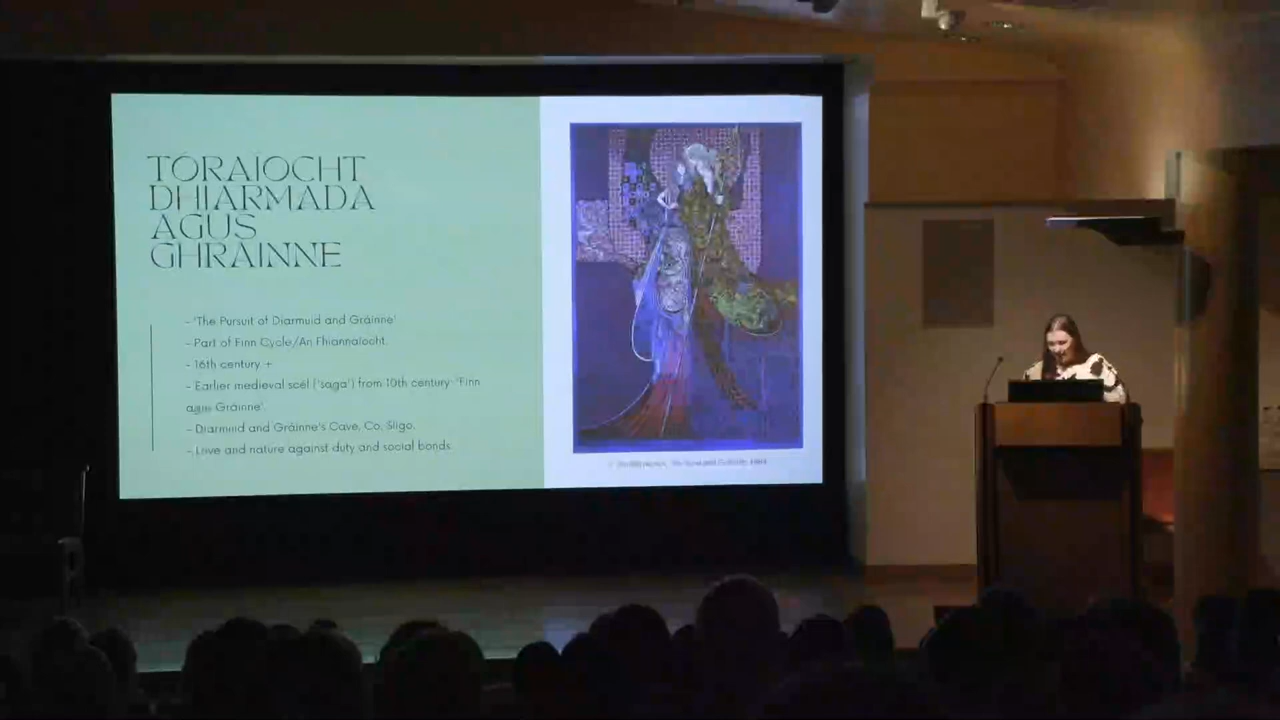 TÓRAÍOCHT
DHIARMADA
AGUS
GHRÁINNE
- 'The Pursuit of Diarmuid and Gráinne'
- Part of Finn Cycle/An Fhiannaíocht.
- 16th century +
- Earlier medieval scél ('saga') from 10th century: 'Finn
agus Gráinne'.
- Diarmuid and Gráinne's Cave, Co. Sligo.
- Love and nature against duty and social bonds.